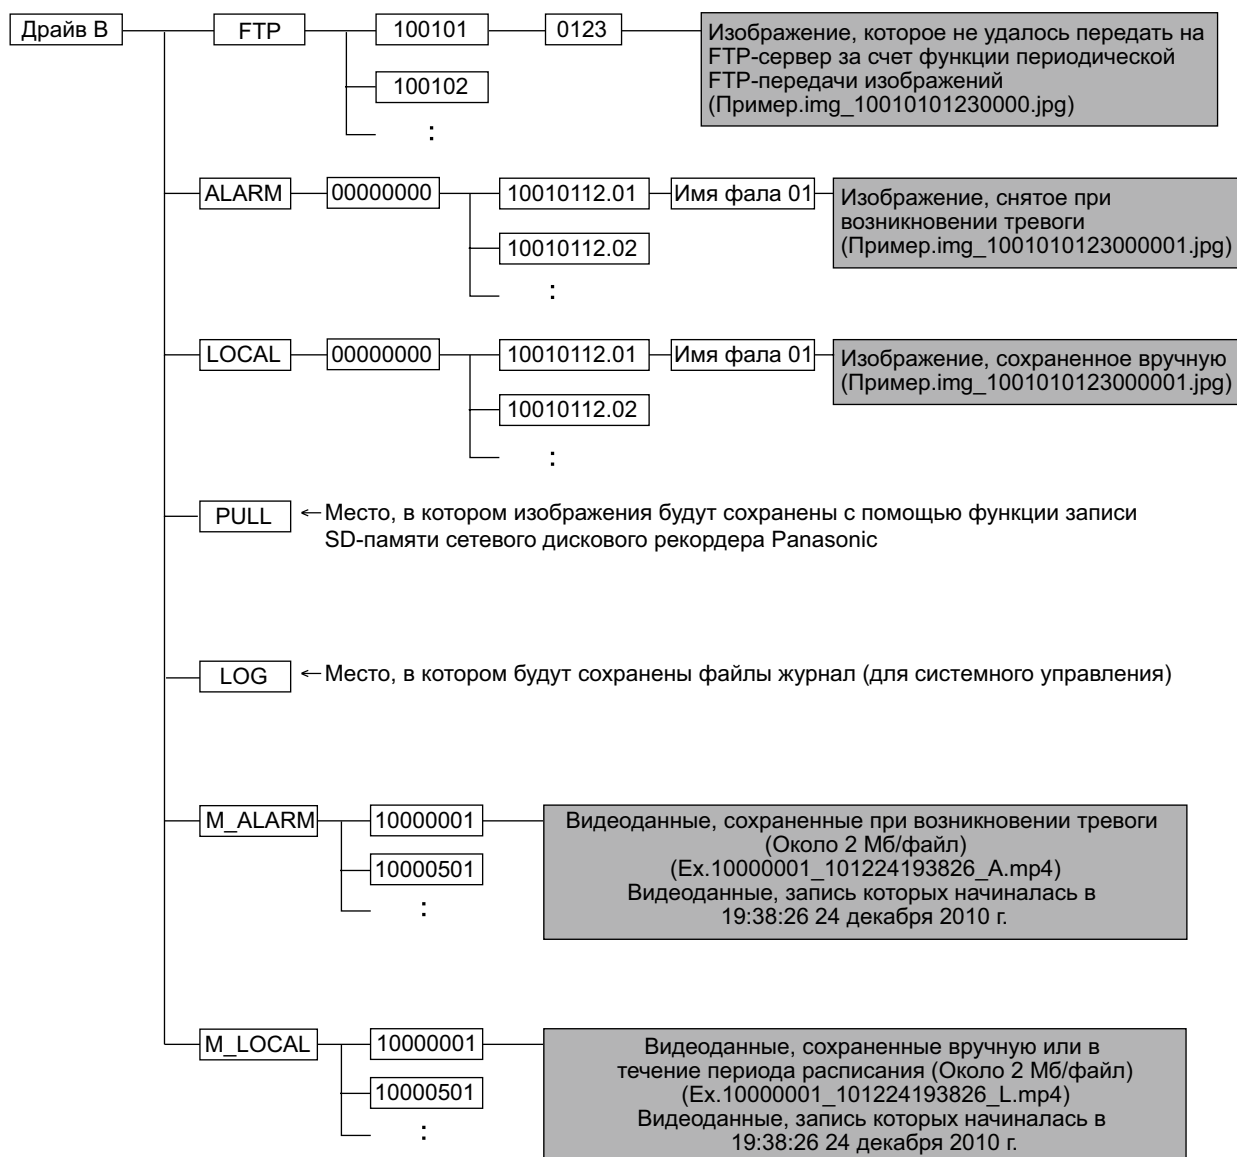 Драйв B
FTP
100101
0123
Изображение, которое не удалось передать на
FTP-сервер за счет функции периодической
FTP-передачи изображений
(Пример.img_10010101230000.jpg)
100102
:
ALARM
00000000
10010112.01
Имя фала 01
Изображение, снятое при
возникновении тревоги
(Пример.img_1001010123000001.jpg)
10010112.02
:
LOCAL
00000000
10010112.01
Имя фала 01
Изображение, сохраненное вручную
(Пример.img_1001010123000001.jpg)
10010112.02
:
PULL
←Место, в котором изображения будут сохранены с помощью функции записи
SD-памяти сетевого дискового рекордера Panasonic
LOG
←Место, в котором будут сохранены файлы журнал (для системного управления)
M_ALARM
10000001
Видеоданные, сохраненные при возникновении тревоги
(Около 2 Мб/файл)
(Ex.10000001_101224193826_A.mp4)
Видеоданные, запись которых начиналась в
19:38:26 24 декабря 2010 г.
10000501
:
M_LOCAL
10000001
Видеоданные, сохраненные вручную или в
течение периода расписания (Около 2 Мб/файл)
(Ex.10000001_101224193826_L.mp4)
Видеоданные, запись которых начиналась в
19:38:26 24 декабря 2010 г.
10000501
: